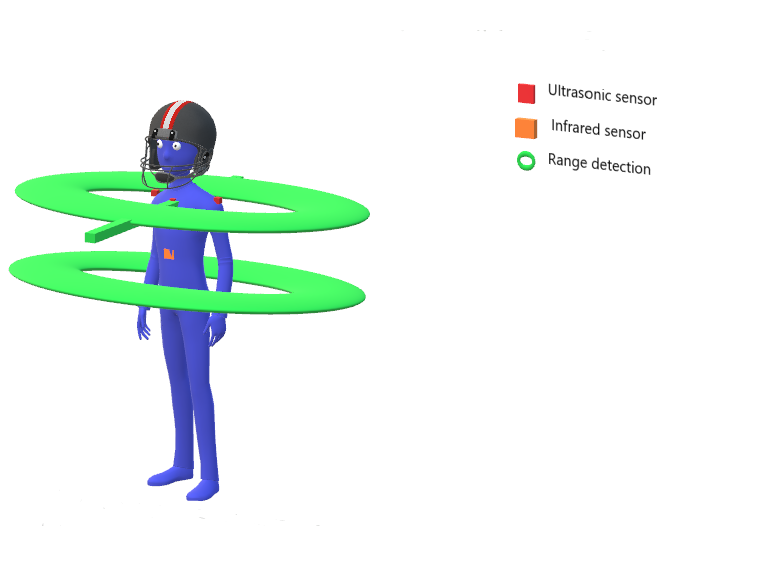 Ultrasonic sensor
Infrared sensor
Range detection